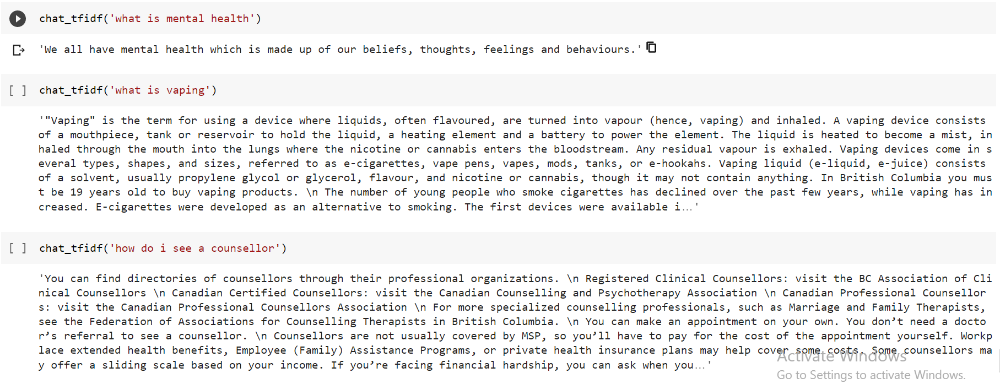 chat_tfidf('what is mental health')
'We all have mental health which is made up of our beliefs, thoughts, feelings and behaviours.'
[ ] chat_tfidf('what is vaping')
'"Vaping" is the term for using a device where liquids, often flavoured, are turned into vapour (hence, vaping) and inhaled. A vaping device consists
of a mouthpiece, tank or reservoir to hold the liquid, a heating element and a battery to power the element. The liquid is heated to become a mist, in
haled through the mouth into the lungs where the nicotine or cannabis enters the bloodstream. Any residual vapour is exhaled. Vaping devices come in s
everal types, shapes, and sizes, referred to as e-cigarettes, vape pens, vapes, mods, tanks, or e-hookahs. Vaping liquid (e-liquid, e-juice) consists
of a solvent, usually propylene glycol or glycerol, flavour, and nicotine or cannabis, though it may not contain anything. In British Columbia you mus
t be 19 years old to buy vaping products. \n The number of young people who smoke cigarettes has declined over the past few years, while vaping has in
creased. E-cigarettes were developed as an alternative to smoking. The first devices were available i...'
[ ] chat_tfidf('how do i see a counsellor')
'You can find directories of counsellors through their professional organizations. \n Registered Clinical Counsellors: visit the BC Association of Cli
nical Counsellors \n Canadian Certified Counsellors: visit the Canadian Counselling and Psychotherapy Association \n Canadian Professional Counsellor
s: visit the Canadian Professional Counsellors Association \n For more specialized counselling professionals, such as Marriage and Family Therapists,
see the Federation of Associations for Counselling Therapists in British Columbia. \n You can make an appointment on your own. You don’t need a docto
r’s referral to see a counsellor. \n Counsellors are not usually covered by MSP, so you’ll have to pay for the cost of the appointment yourself. Workp
lace extended health benefits, Employee (Family) Assistance Programs, or private health insurance plans may help cover some costs. Some counsellors ma
y offer a sliding scale based on your income. If you’re facing financial hardship, you can ask when you...'
Activate Windows
Go to Settings to activate Windows.